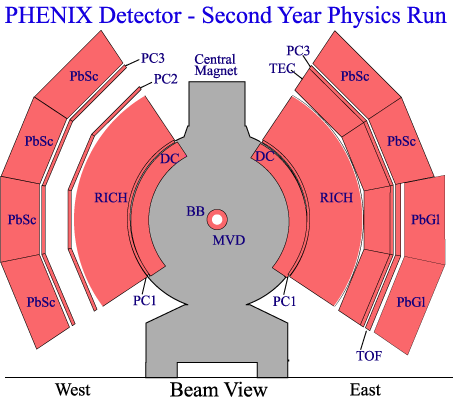 PHENIX Detector - Second Year Physics Run
PC3
PC2
Central
Magnet
PC3
TEC
PbSc
PbSc
PbSc
PbSc
PbSc
PbSc
DC
DC
RICH
RICH
BB
MVD
PbGl
PbGl
PC1
PC1
TOF
West
Beam View
East